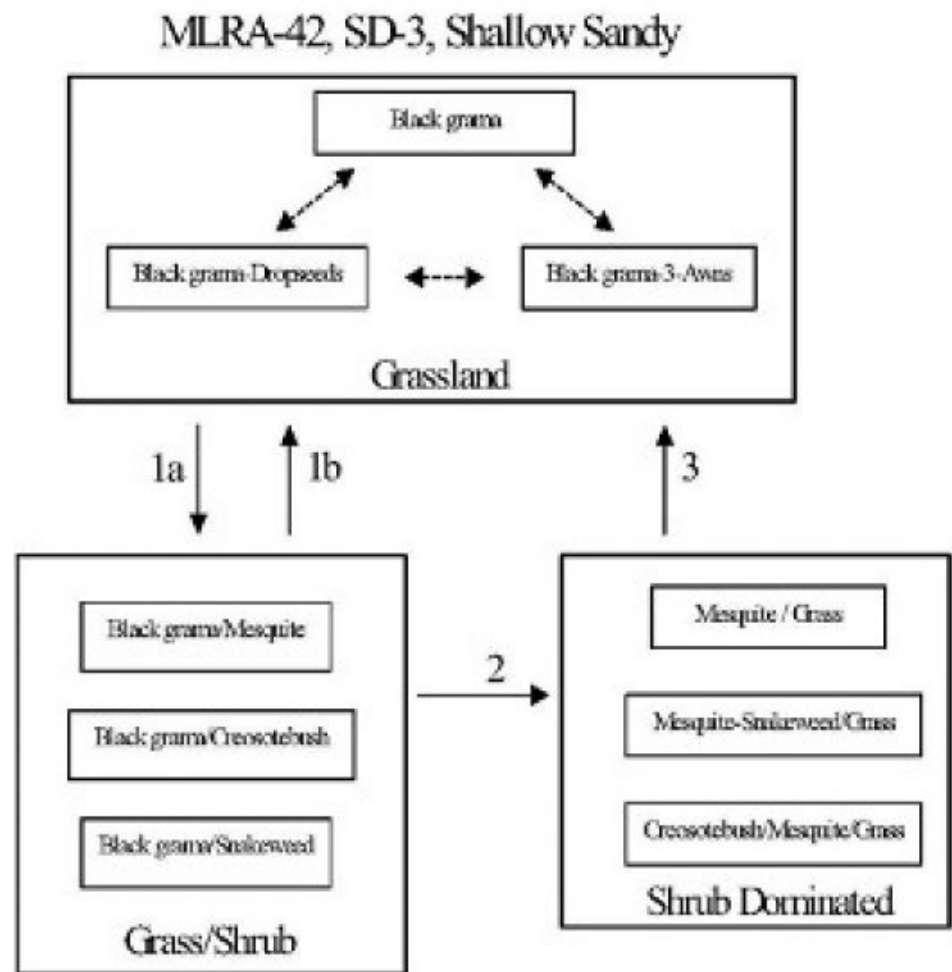 MLRA-42, SD-3, Shallow Sandy
Black grama
Black grama-Dropseeds
Black grama-3-Awns
Grassland
1a
1b
3
Black grama/Mesquite
Black grama/Creosotebush
Black grama/Snakeweed
Grass/Shrub
2
Mesquite / Grass
Mesquite-Snakeweed/Grass
Creosotebush/Mesquite/Grass
Shrub Dominated